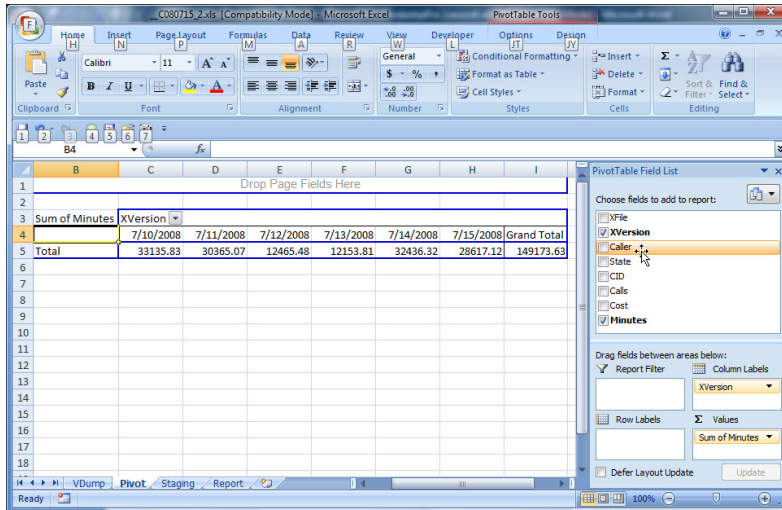 __C080715_2.xls [Compatibility Mode] - Microsoft Excel PivotTable Tools
Home Insert Page Layout Formulas Data Review View Developer Options Design
H N P M A R W L JT JY
F
Calibri 11 A A General Conditional Formatting Insert Σ
Paste B I U A $ % , Format as Table Delete Sort & Filter Find & Select
.0 .00 .00 .0 Cell Styles Format
Clipboard Font Alignment Number Styles Cells Editing
1 2 3 4 5 6 7
B4 fx
B C D E F G H I
1 Drop Page Fields Here
2
3 Sum of Minutes XVersion
4 7/10/2008 7/11/2008 7/12/2008 7/13/2008 7/14/2008 7/15/2008 Grand Total
5 Total 33135.83 30365.07 12465.48 12153.81 32436.32 28617.12 149173.63
6
7
8
9
10
11
12
13
14
15
16
17
18
VDump Pivot Staging Report
Ready 100%
PivotTable Field List
Choose fields to add to report:
XFile
XVersion
Caller
State
CID
Calls
Cost
Minutes
Drag fields between areas below:
Report Filter Column Labels
XVersion
Row Labels Σ Values
Sum of Minutes
Defer Layout Update Update